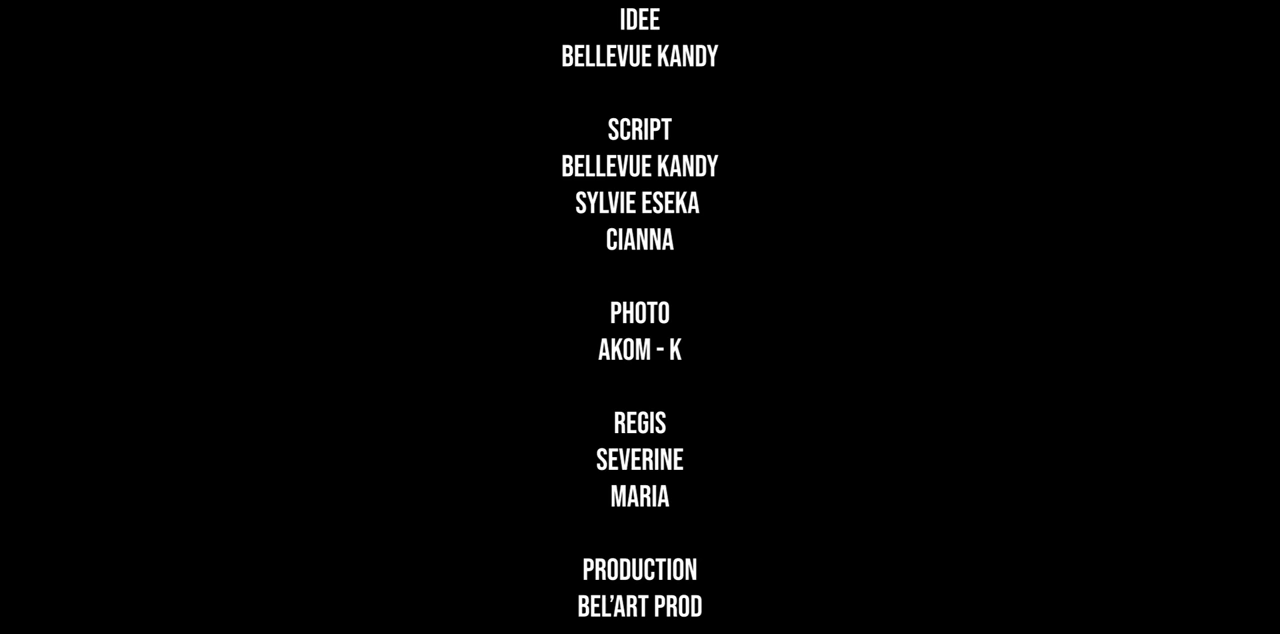 IDEE
BELLEVUE KANDY
SCRIPT
BELLEVUE KANDY
SYLVIE ESEKA
CIANNA
PHOTO
AKOM - K
REGIS
SEVERINE
MARIA
PRODUCTION
BEL’ART PROD